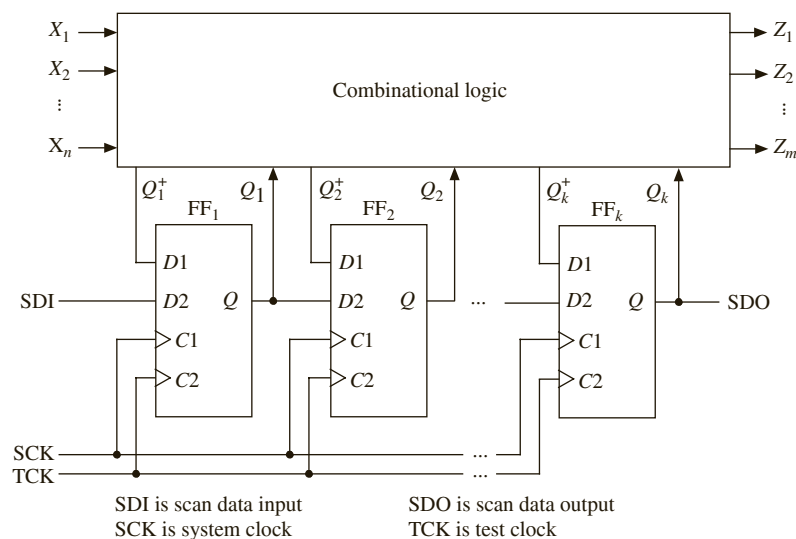 X1 Z1
X2 Z2
Combinational logic
⋮ ⋮
Xn Zm
Q1+ Q1 Q2+ Q2 Qk+ Qk
FF1 FF2 FFk
D1 D1 D1
SDI D2 Q D2 Q ... D2 Q SDO
C1 C1 C1
C2 C2 C2
SCK ...
TCK ...
SDI is scan data input SDO is scan data output
SCK is system clock TCK is test clock